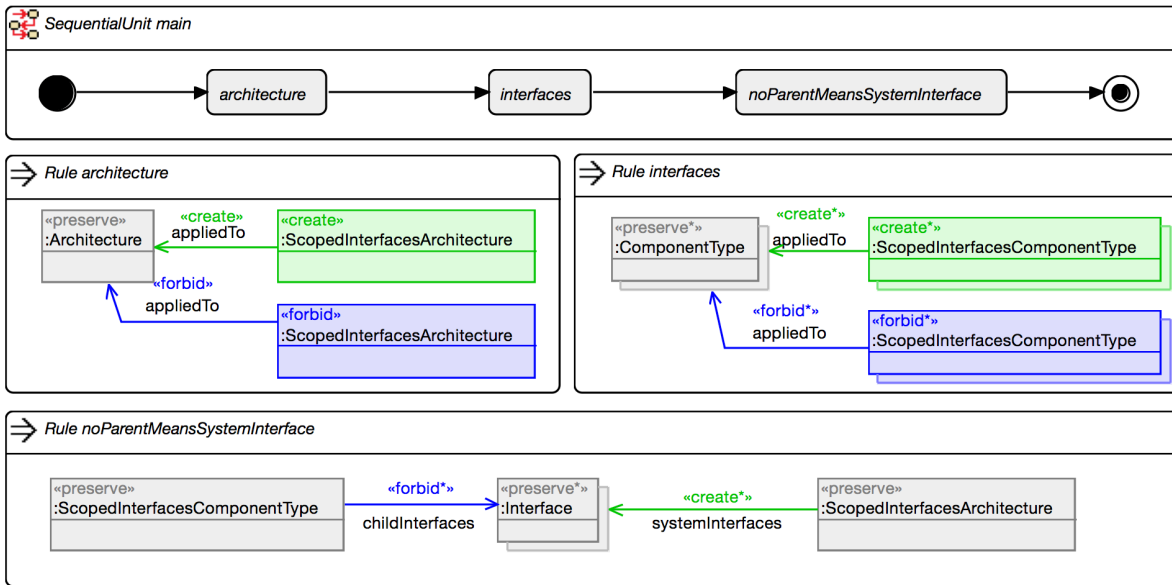 SequentialUnit main
architecture
interfaces
noParentMeansSystemInterface
Rule architecture
«preserve»
:Architecture
«create»
appliedTo
«create»
:ScopedInterfacesArchitecture
«forbid»
appliedTo
«forbid»
:ScopedInterfacesArchitecture
Rule interfaces
«preserve*»
:ComponentType
«create*»
appliedTo
«create*»
:ScopedInterfacesComponentType
«forbid*»
appliedTo
«forbid*»
:ScopedInterfacesComponentType
Rule noParentMeansSystemInterface
«preserve»
:ScopedInterfacesComponentType
«forbid*»
childInterfaces
«preserve*»
:Interface
«create*»
systemInterfaces
«preserve»
:ScopedInterfacesArchitecture